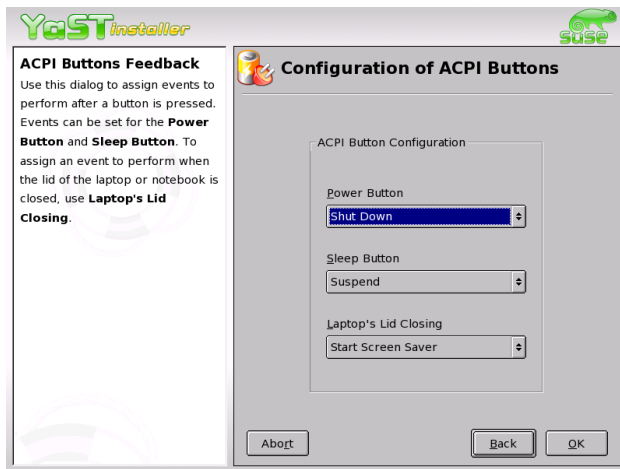 YaST installer
SUSE
ACPI Buttons Feedback
Use this dialog to assign events to
perform after a button is pressed.
Events can be set for the Power
Button and Sleep Button. To
assign an event to perform when
the lid of the laptop or notebook is
closed, use Laptop's Lid
Closing.
Configuration of ACPI Buttons
ACPI Button Configuration
Power Button
Shut Down
Sleep Button
Suspend
Laptop's Lid Closing
Start Screen Saver
Abort
Back
OK